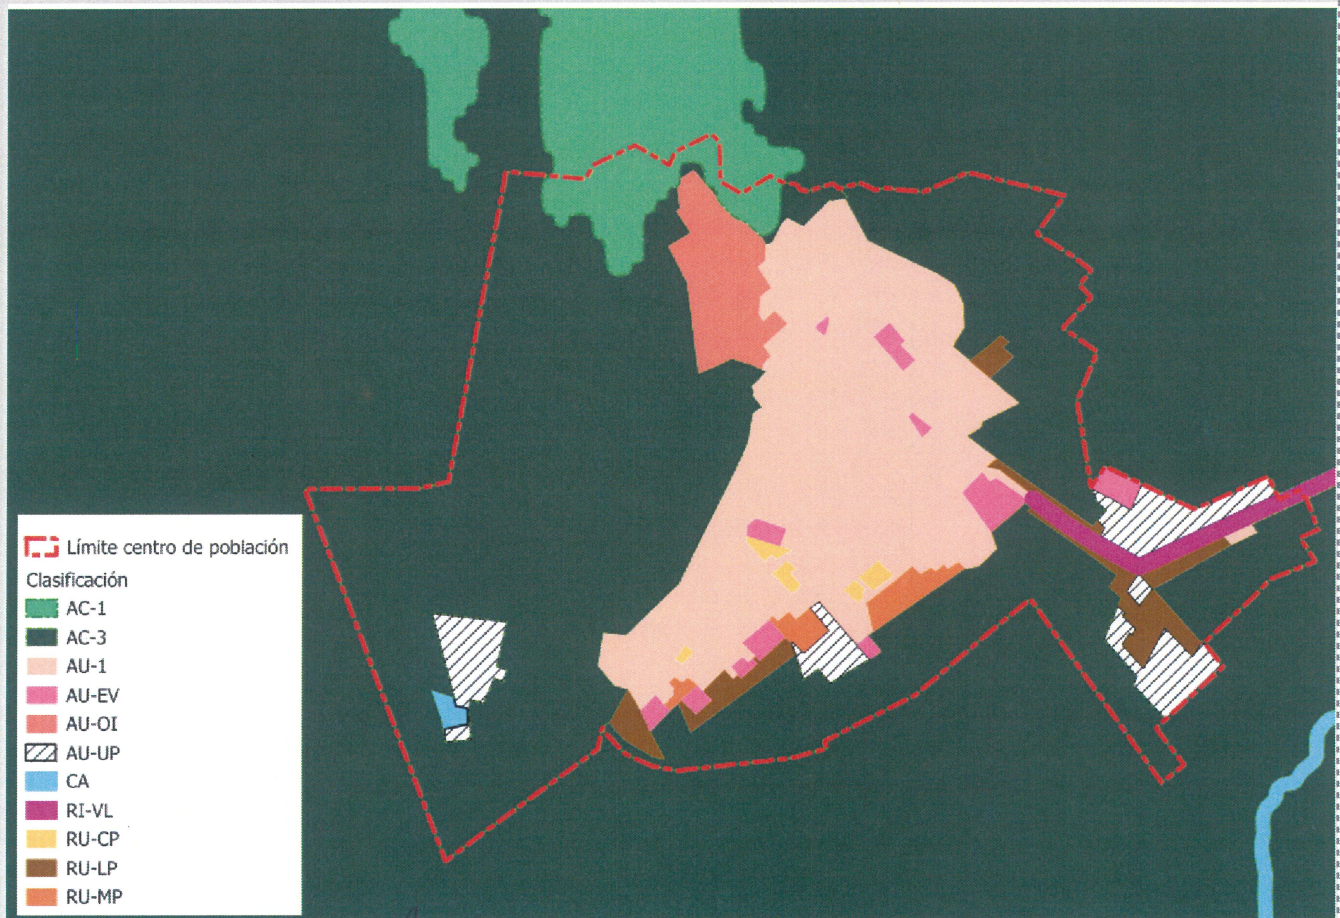 Límite centro de población
Clasificación
AC-1
AC-3
AU-1
AU-EV
AU-OI
AU-UP
CA
RI-VL
RU-CP
RU-LP
RU-MP